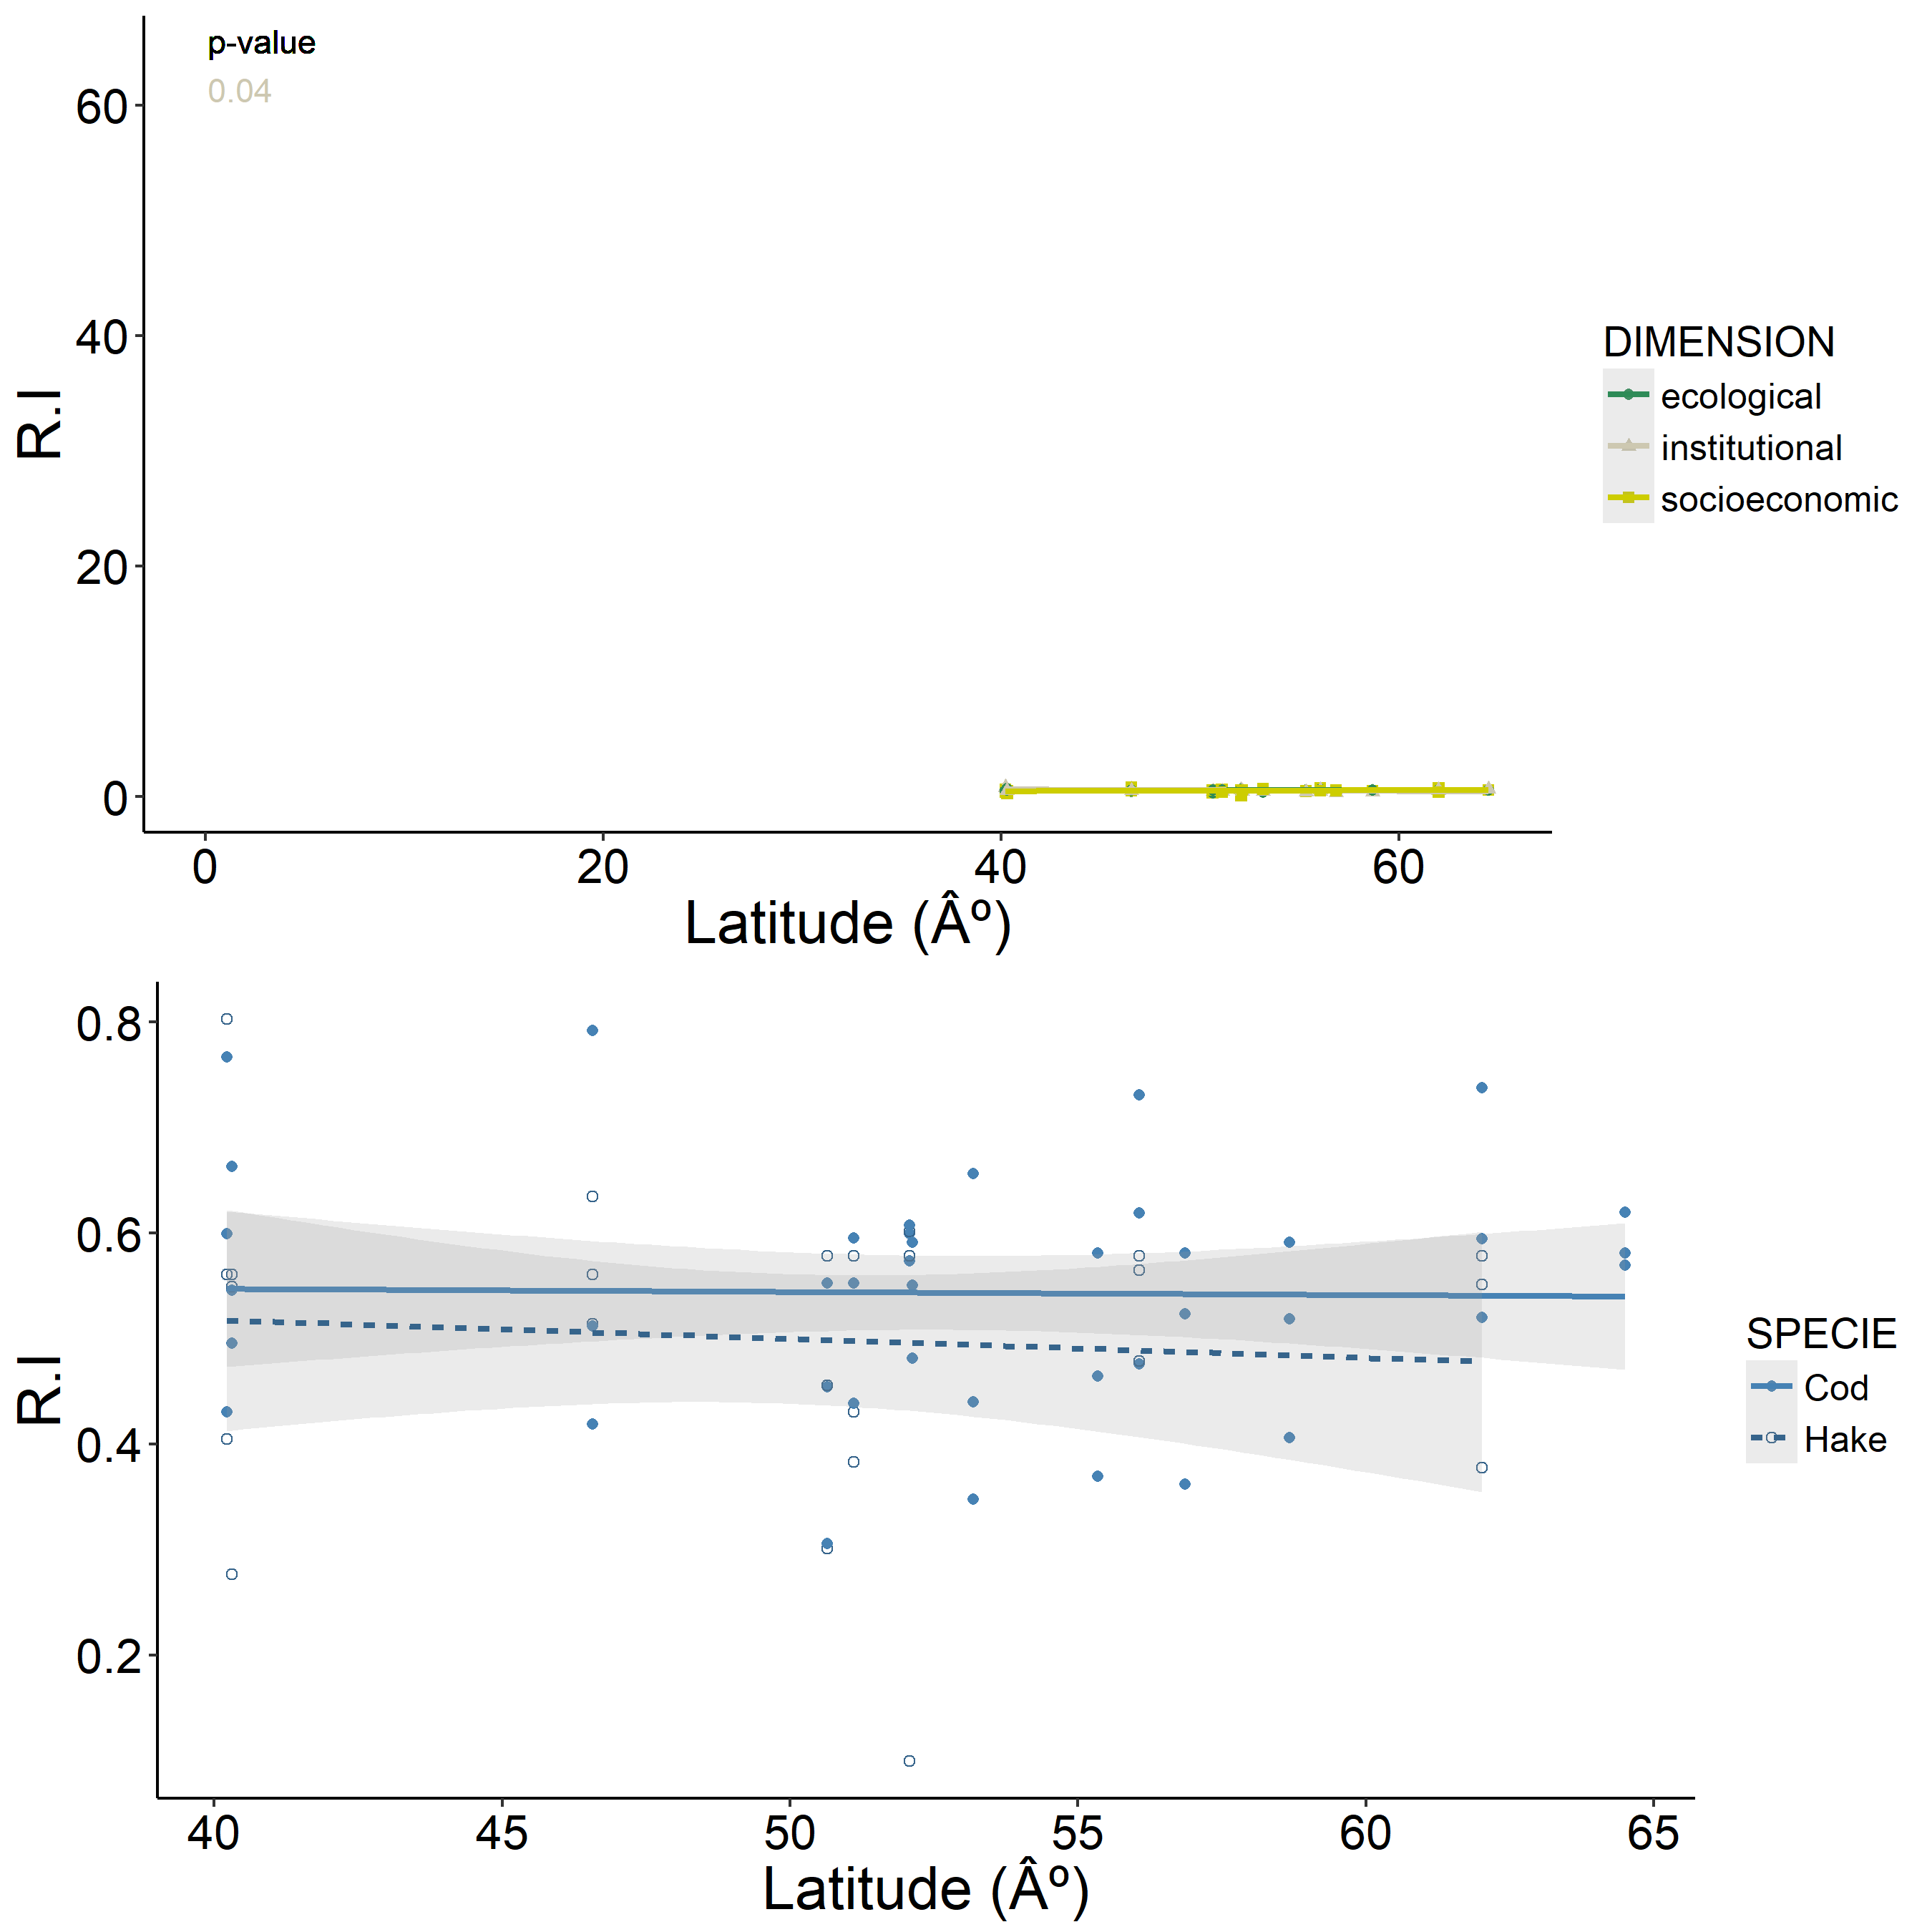 p-value
0.04
60
40
20
0
R.I
0 20 40 60
Latitude (Âº)
DIMENSION
ecological
institutional
socioeconomic
0.8
0.6
0.4
0.2
R.I
40 45 50 55 60 65
Latitude (Âº)
SPECIE
Cod
Hake